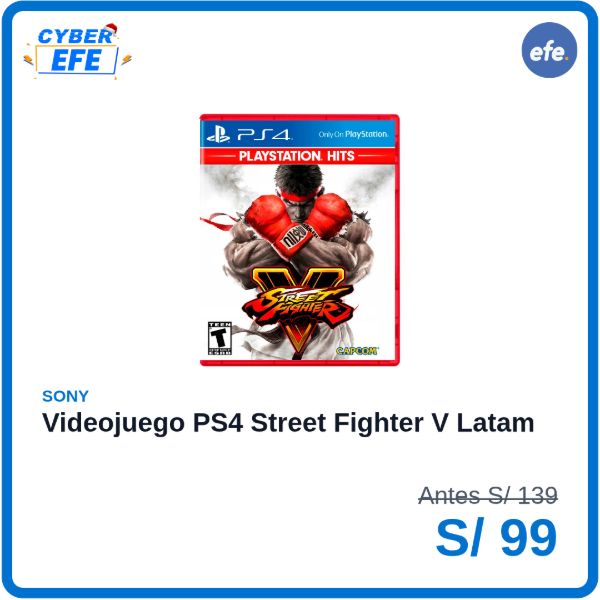 CYBER
EFE
efe.
PS4 Only On PlayStation
PLAYSTATION HITS
V
STREET
FIGHTER
TEEN
T
CAPCOM
SONY
Videojuego PS4 Street Fighter V Latam
Antes S/ 139
S/ 99